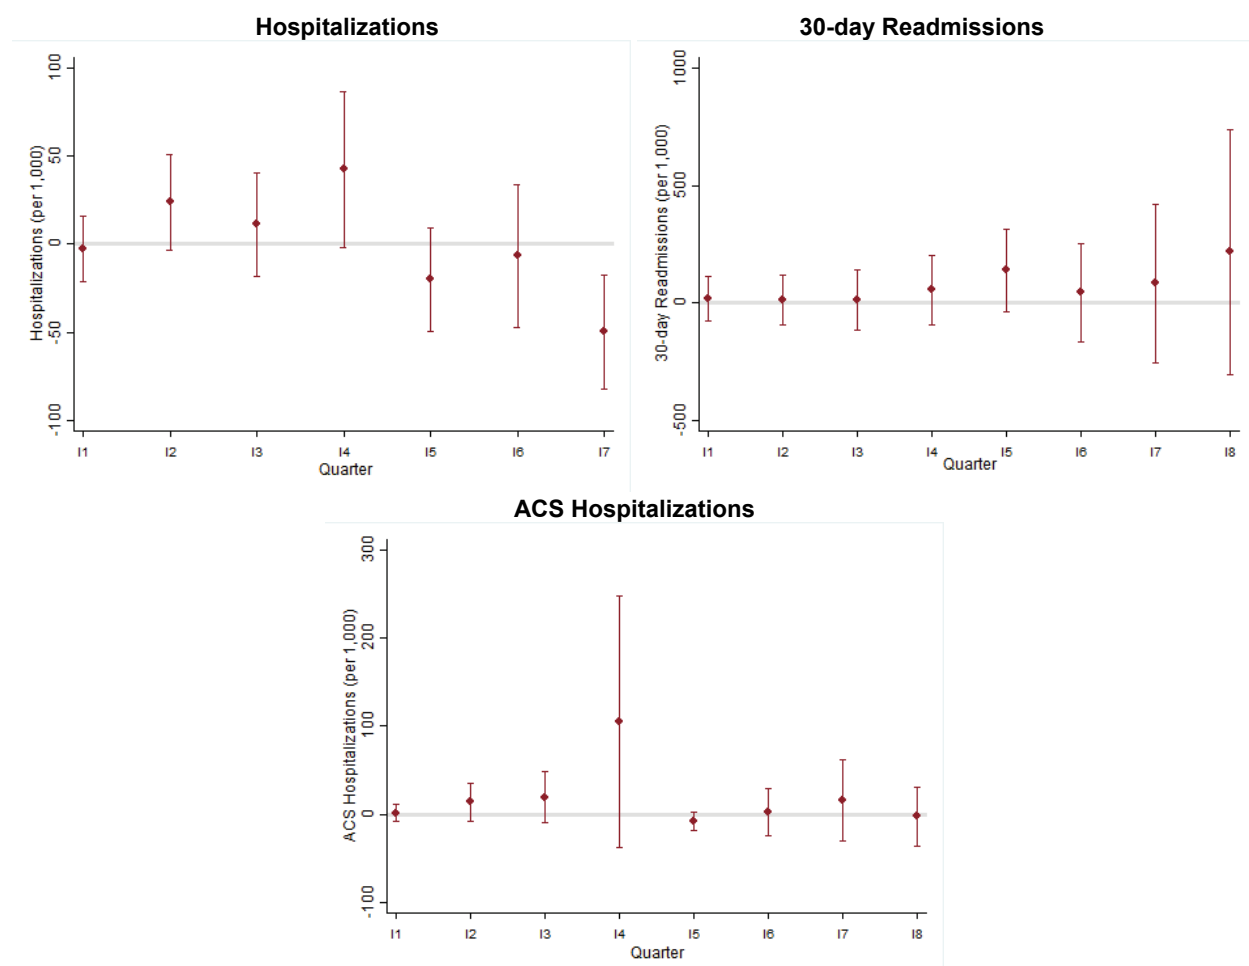 Hospitalizations
Hospitalizations (per 1,000)
100
50
0
-50
-100
I1 I2 I3 I4 I5 I6 I7
Quarter
30-day Readmissions
30-day Readmissions (per 1,000)
1000
500
0
-500
I1 I2 I3 I4 I5 I6 I7 I8
Quarter
ACS Hospitalizations
ACS Hospitalizations (per 1,000)
300
200
100
0
-100
I1 I2 I3 I4 I5 I6 I7 I8
Quarter